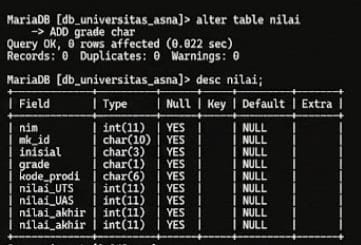 MariaDB [db_universitas_asna]> alter table nilai
    -> ADD grade char
Query OK, 0 rows affected (0.022 sec)
Records: 0  Duplicates: 0  Warnings: 0

MariaDB [db_universitas_asna]> desc nilai;
| Field | Type | Null | Key | Default | Extra |
| nim | int(11) | YES | | NULL | |
| mk_id | char(10) | YES | | NULL | |
| inisial | char(3) | YES | | NULL | |
| grade | char(1) | YES | | NULL | |
| kode_prodi | char(6) | YES | | NULL | |
| nilai_UTS | int(11) | YES | | NULL | |
| nilai_UAS | int(11) | YES | | NULL | |
| nilai_akhir | int(11) | YES | | NULL | |
| nilai_akhir | int(11) | YES | | NULL | |